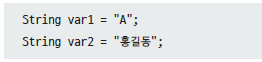 String var1 = "A";
String var2 = "홍길동";